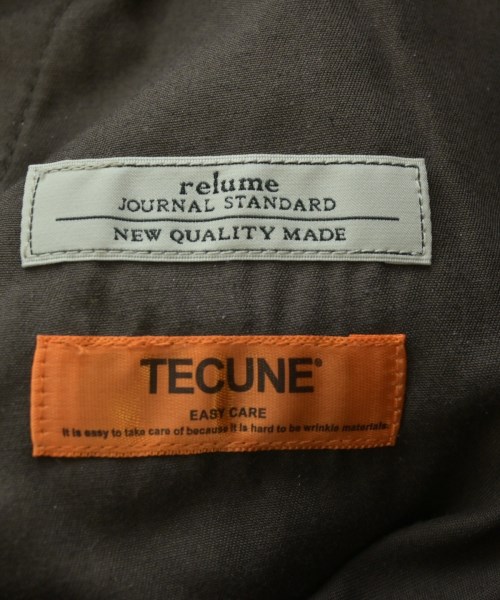 relume
JOURNAL STANDARD
NEW QUALITY MADE
TECUNE®
EASY CARE
It is easy to take care of because it is hard to be wrinkle materials.